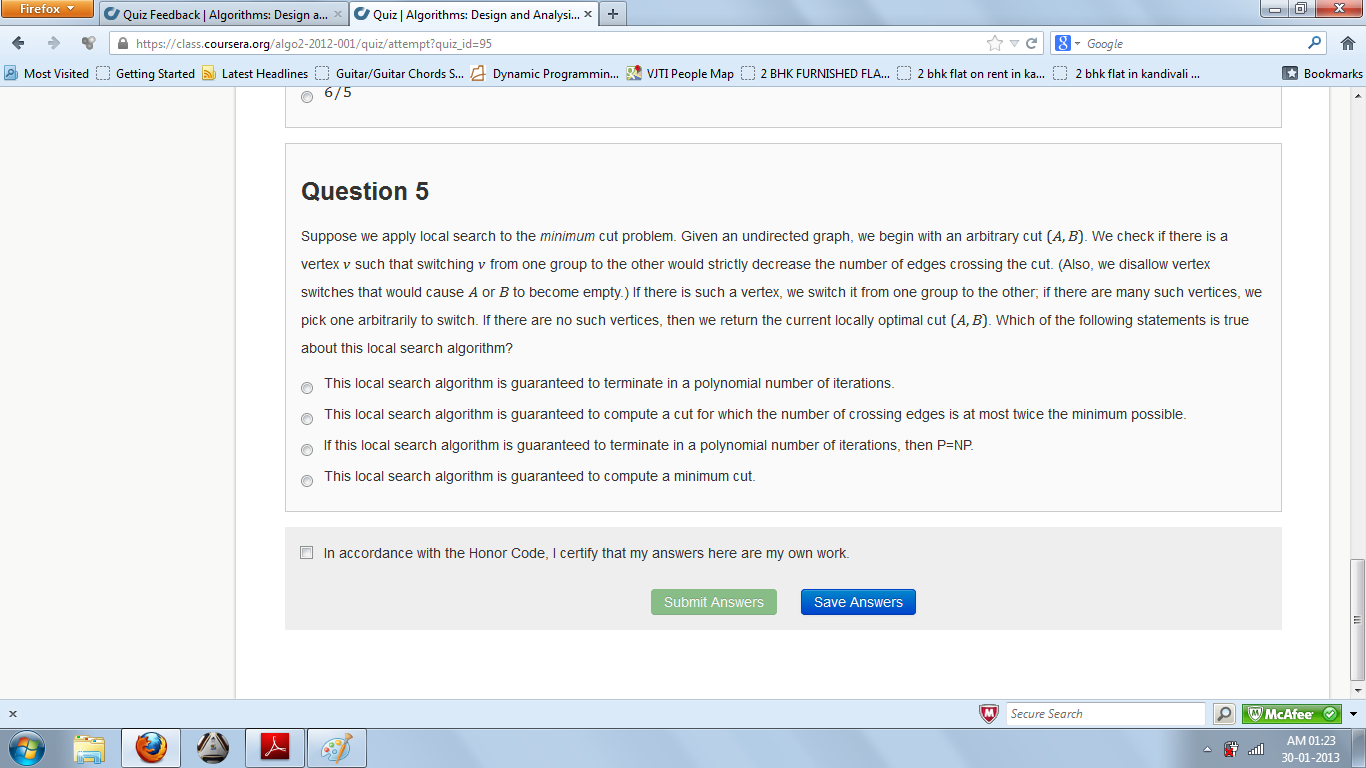 Firefox
Quiz Feedback | Algorithms: Design a...
Quiz | Algorithms: Design and Analysi...
https://class.coursera.org/algo2-2012-001/quiz/attempt?quiz_id=95
Google
Most Visited
Getting Started
Latest Headlines
Guitar/Guitar Chords S...
Dynamic Programmin...
VJTI People Map
2 BHK FURNISHED FLA...
2 bhk flat on rent in ka...
2 bhk flat in kandivali ...
Bookmarks
6/5
Question 5
Suppose we apply local search to the minimum cut problem. Given an undirected graph, we begin with an arbitrary cut (A, B). We check if there is a
vertex v such that switching v from one group to the other would strictly decrease the number of edges crossing the cut. (Also, we disallow vertex
switches that would cause A or B to become empty.) If there is such a vertex, we switch it from one group to the other; if there are many such vertices, we
pick one arbitrarily to switch. If there are no such vertices, then we return the current locally optimal cut (A, B). Which of the following statements is true
about this local search algorithm?
This local search algorithm is guaranteed to terminate in a polynomial number of iterations.
This local search algorithm is guaranteed to compute a cut for which the number of crossing edges is at most twice the minimum possible.
If this local search algorithm is guaranteed to terminate in a polynomial number of iterations, then P=NP.
This local search algorithm is guaranteed to compute a minimum cut.
In accordance with the Honor Code, I certify that my answers here are my own work.
Submit Answers
Save Answers
x
Secure Search
McAfee
AM 01:23
30-01-2013